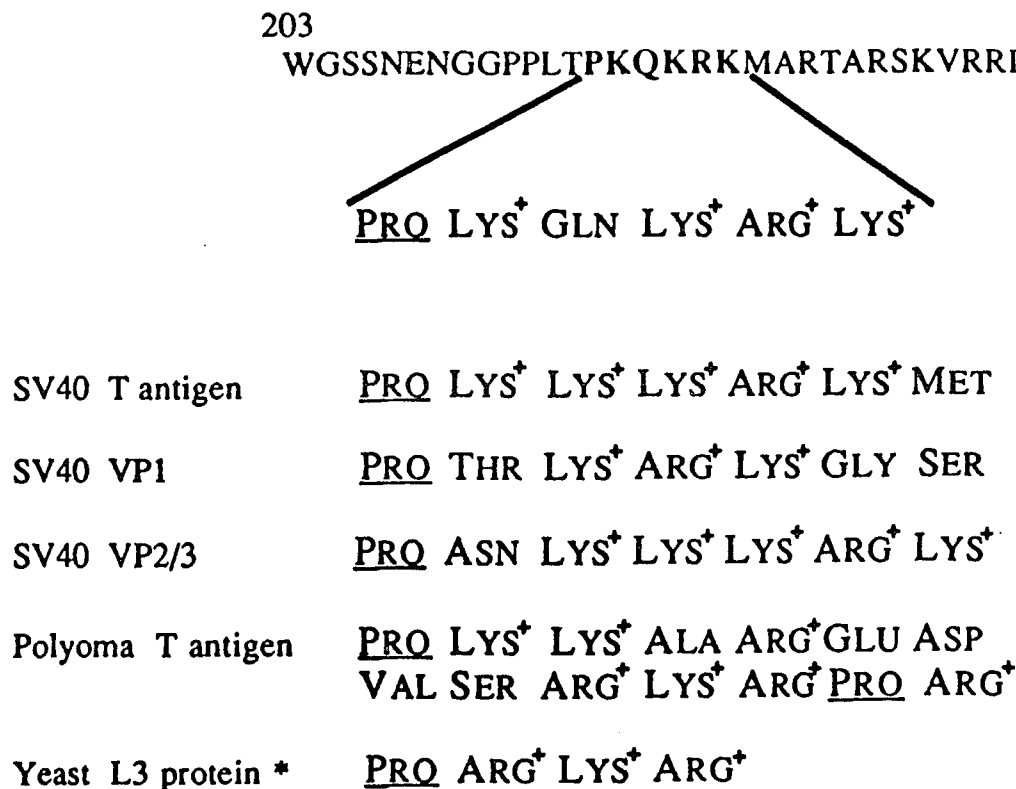 203
WGSSNENGGPPLTPKQKRKMARTARSKVRRI
PRO LYS⁺ GLN LYS⁺ ARG⁺ LYS⁺
SV40 T antigen PRO LYS⁺ LYS⁺ LYS⁺ ARG⁺ LYS⁺ MET
SV40 VP1 PRO THR LYS⁺ ARG⁺ LYS⁺ GLY SER
SV40 VP2/3 PRO ASN LYS⁺ LYS⁺ LYS⁺ ARG⁺ LYS⁺
Polyoma T antigen PRO LYS⁺ LYS⁺ ALA ARG⁺ GLU ASP
VAL SER ARG⁺ LYS⁺ ARG⁺ PRO ARG⁺
Yeast L3 protein * PRO ARG⁺ LYS⁺ ARG⁺